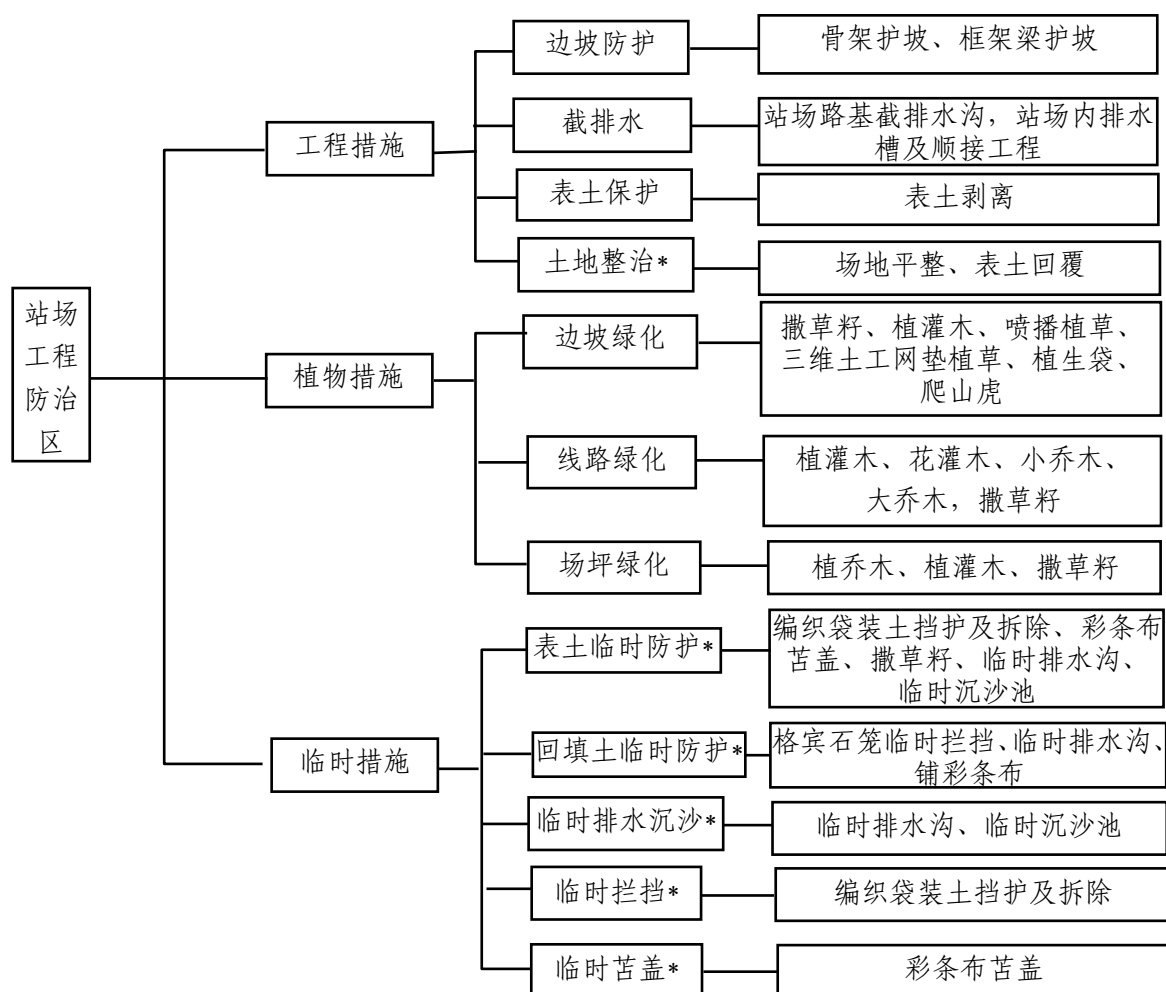 边坡防护
骨架护坡、框架梁护坡
工程措施
截排水
站场路基截排水沟，站场内排水
槽及顺接工程
表土保护
表土剥离
土地整治*
场地平整、表土回覆
站场
工程
防治
区
植物措施
边坡绿化
撒草籽、植灌木、喷播植草、
三维土工网垫植草、植生袋、
爬山虎
线路绿化
植灌木、花灌木、小乔木、
大乔木，撒草籽
场坪绿化
植乔木、植灌木、撒草籽
临时措施
表土临时防护*
编织袋装土挡护及拆除、彩条布
苫盖、撒草籽、临时排水沟、
临时沉沙池
回填土临时防护*
格宾石笼临时拦挡、临时排水沟、
铺彩条布
临时排水沉沙*
临时排水沟、临时沉沙池
临时拦挡*
编织袋装土挡护及拆除
临时苫盖*
彩条布苫盖